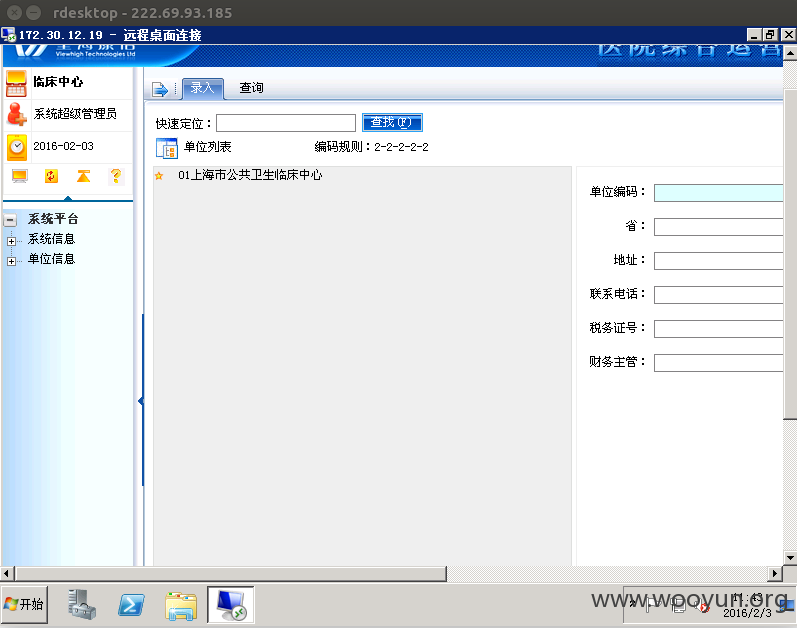 rdesktop - 222.69.93.185
172.30.12.19 - 远程桌面连接
Viewhigh Technologies Ltd
医院综合运营
临床中心
系统超级管理员
2016-02-03
系统平台
系统信息
单位信息
录入 查询
快速定位： 查找(F)
单位列表 编码规则：2-2-2-2-2
01上海市公共卫生临床中心
单位编码：
省：
地址：
联系电话：
税务证号：
财务主管：
开始
11:43
2016/2/3
www.wooyun.org